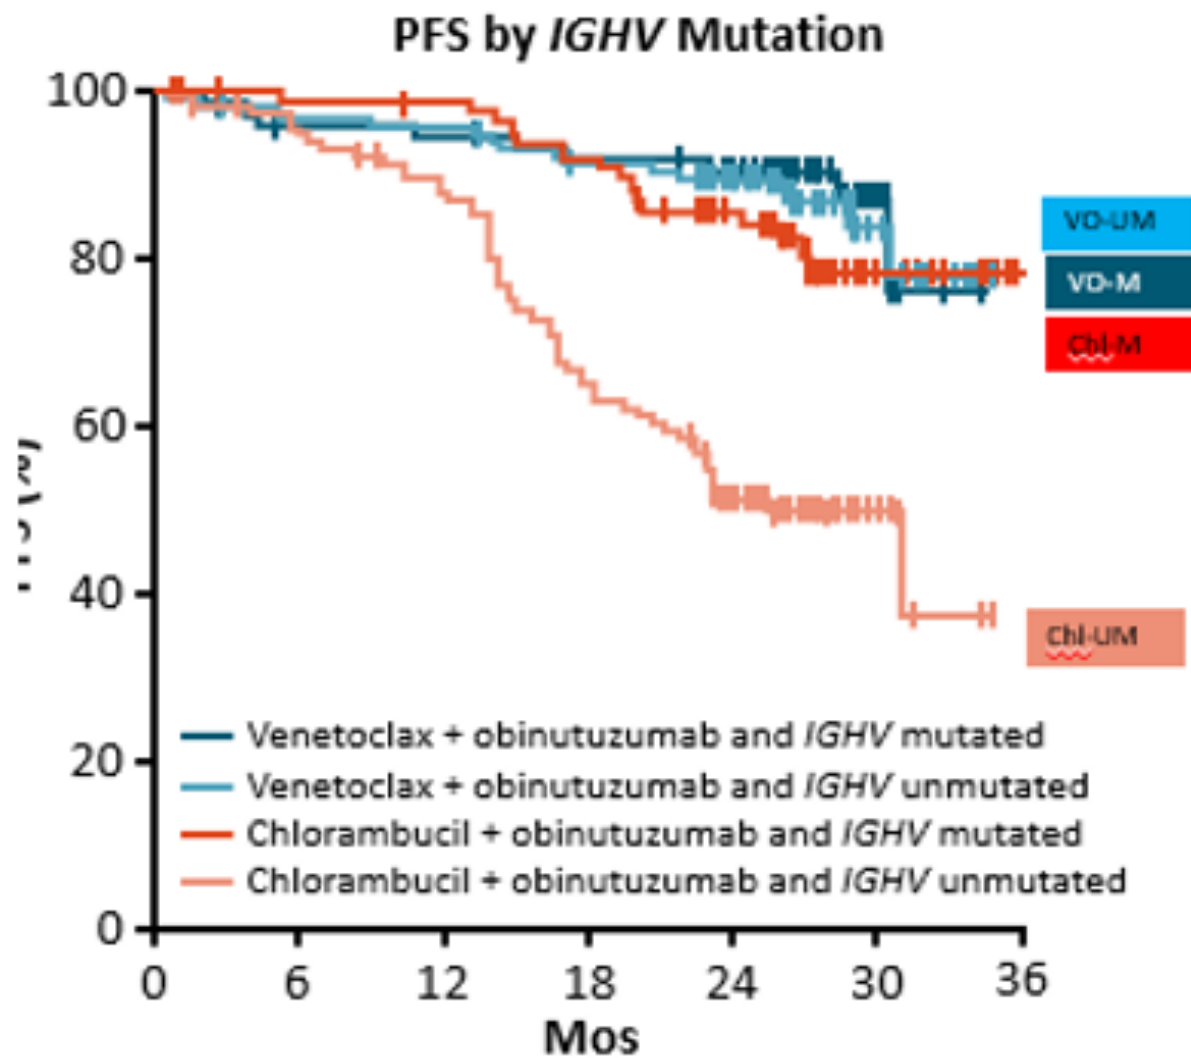 PFS by IGHV Mutation
100
80
60
40
20
0
VO-UM
VO-M
Chl-M
Chl-UM
Venetoclax + obinutuzumab and IGHV mutated
Venetoclax + obinutuzumab and IGHV unmutated
Chlorambucil + obinutuzumab and IGHV mutated
Chlorambucil + obinutuzumab and IGHV unmutated
0 6 12 18 24 30 36
Mos